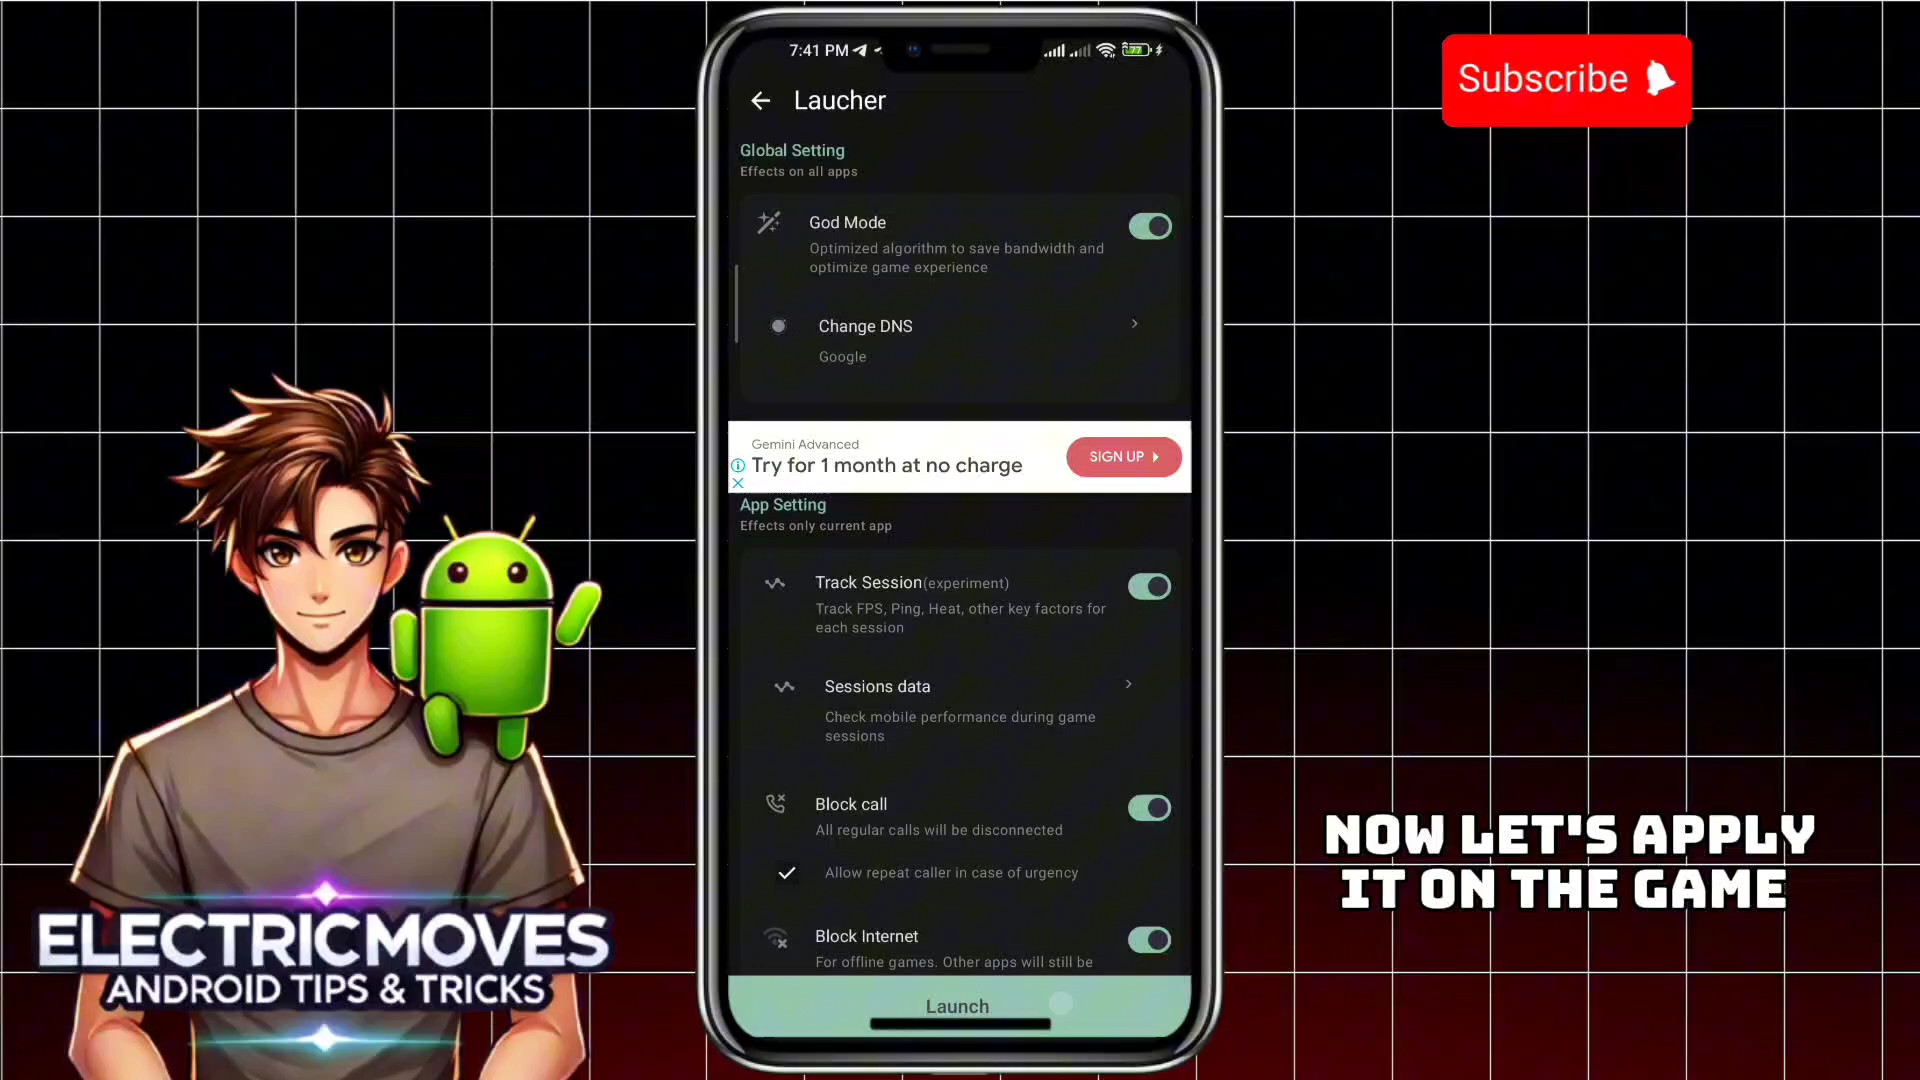 7:41 PM
77
Laucher
Global Setting
Effects on all apps
God Mode
Optimized algorithm to save bandwidth and
optimize game experience
Change DNS
Google
Gemini Advanced
Try for 1 month at no charge
SIGN UP
App Setting
Effects only current app
Track Session(experiment)
Track FPS, Ping, Heat, other key factors for
each session
Sessions data
Check mobile performance during game
sessions
Block call
All regular calls will be disconnected
Allow repeat caller in case of urgency
Block Internet
For offline games. Other apps will still be
Launch
Subscribe
ELECTRICMOVES
ANDROID TIPS & TRICKS
NOW LET'S APPLY
IT ON THE GAME